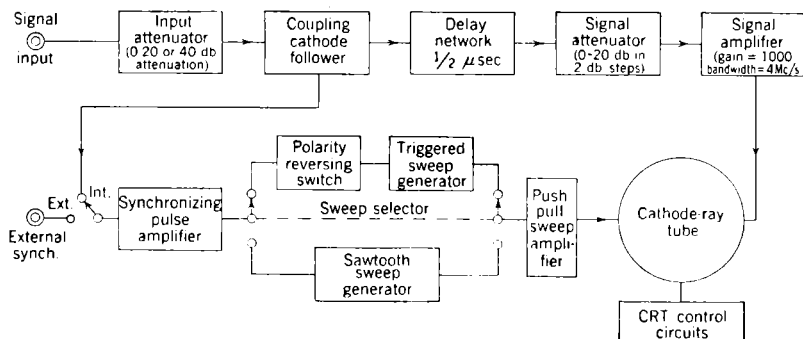 Signal
input
Input
attenuator
(0 20 or 40 db
attenuation)
Coupling
cathode
follower
Delay
network
1/2 μsec
Signal
attenuator
(0-20 db in
2 db steps)
Signal
amplifier
(gain = 1000
bandwidth = 4Mc/s
Ext.
Int.
External
synch.
Synchronizing
pulse
amplifier
Polarity
reversing
switch
Triggered
sweep
generator
Sweep selector
Sawtooth
sweep
generator
Push
pull
sweep
ampli-
fier
Cathode-ray
tube
CRT control
circuits